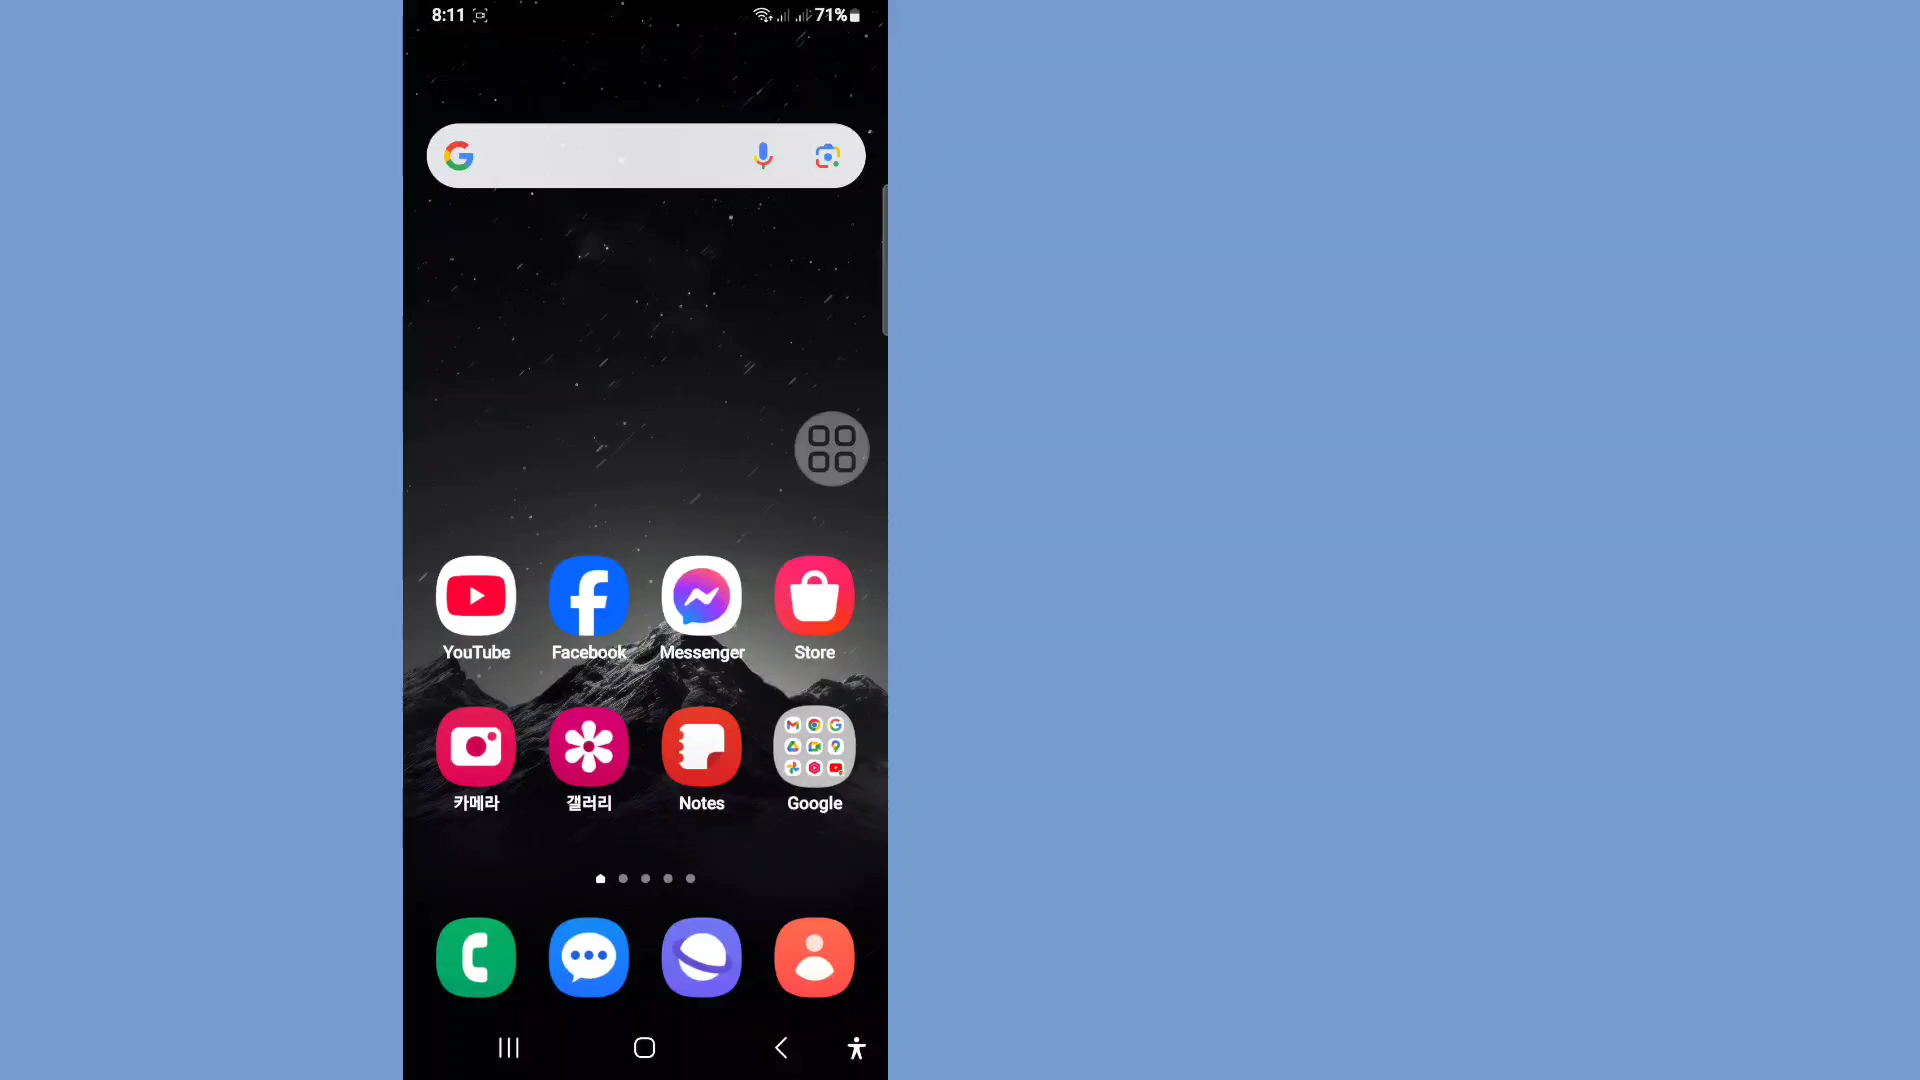 8:11 71%
YouTube Facebook Messenger Store
카메라 갤러리 Notes Google